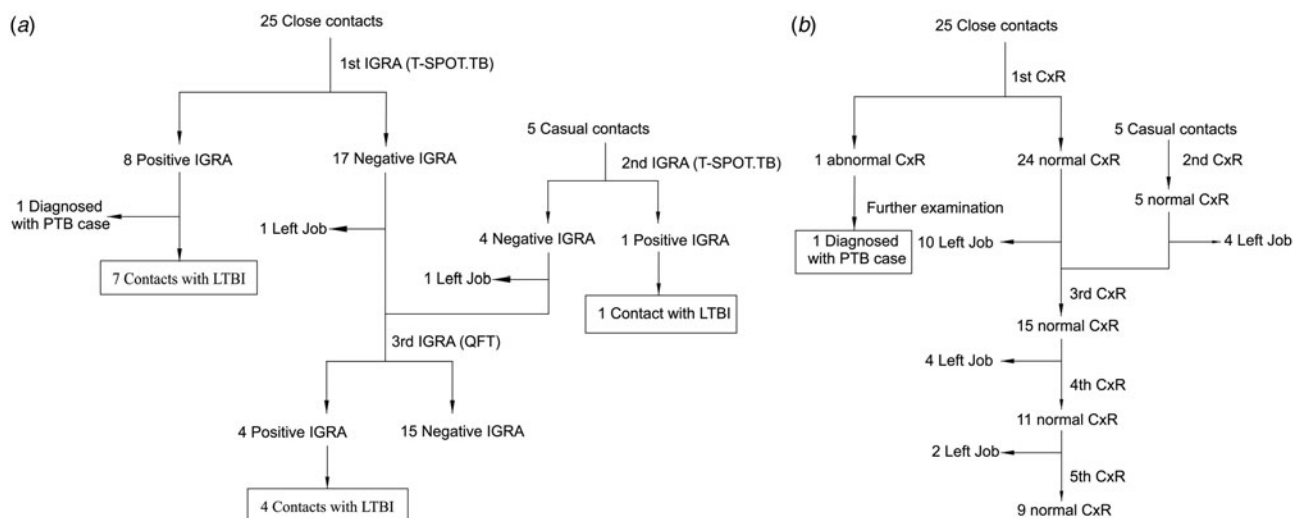 (a)
25 Close contacts
1st IGRA (T-SPOT.TB)
5 Casual contacts
8 Positive IGRA
17 Negative IGRA
2nd IGRA (T-SPOT.TB)
1 Diagnosed
with PTB case
1 Left Job
4 Negative IGRA
1 Positive IGRA
7 Contacts with LTBI
1 Left Job
1 Contact with LTBI
3rd IGRA (QFT)
4 Positive IGRA
15 Negative IGRA
4 Contacts with LTBI
(b)
25 Close contacts
1st CxR
5 Casual contacts
1 abnormal CxR
24 normal CxR
2nd CxR
5 normal CxR
Further examination
1 Diagnosed
with PTB case
10 Left Job
4 Left Job
3rd CxR
15 normal CxR
4 Left Job
4th CxR
11 normal CxR
2 Left Job
5th CxR
9 normal CxR